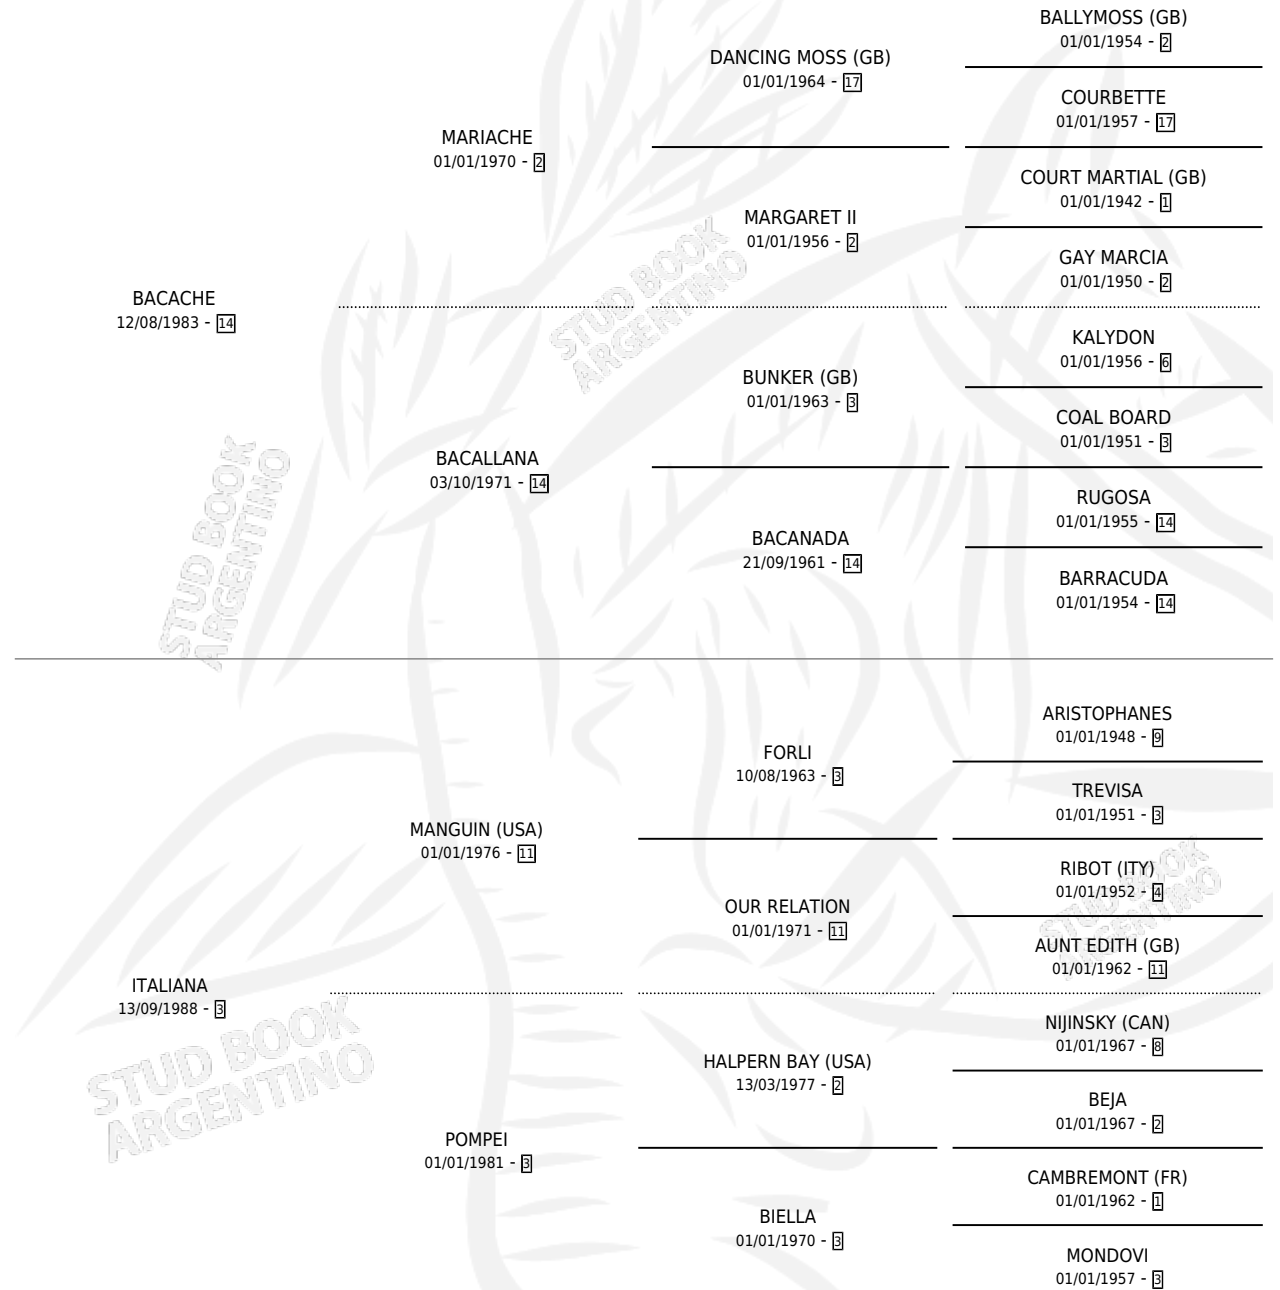 BALLYMOSS (GB)
01/01/1954 - 2
DANCING MOSS (GB)
01/01/1964 - 17
COURBETTE
01/01/1957 - 17
MARIACHE
01/01/1970 - 2
COURT MARTIAL (GB)
01/01/1942 - 1
MARGARET II
01/01/1956 - 2
GAY MARCIA
01/01/1950 - 2
BACACHE
12/08/1983 - 14
KALYDON
01/01/1956 - 6
BUNKER (GB)
01/01/1963 - 3
COAL BOARD
01/01/1951 - 3
BACALLANA
03/10/1971 - 14
RUGOSA
01/01/1955 - 14
BACANADA
21/09/1961 - 14
BARRACUDA
01/01/1954 - 14
STUD BOOK
ARGENTINO
STUD BOOK
ARGENTINO
ARISTOPHANES
01/01/1948 - 9
FORLI
10/08/1963 - 3
TREVISA
01/01/1951 - 3
MANGUIN (USA)
01/01/1976 - 11
RIBOT (ITY)
01/01/1952 - 4
OUR RELATION
01/01/1971 - 11
AUNT EDITH (GB)
01/01/1962 - 11
ITALIANA
13/09/1988 - 3
NIJINSKY (CAN)
01/01/1967 - 8
HALPERN BAY (USA)
13/03/1977 - 2
BEJA
01/01/1967 - 2
POMPEI
01/01/1981 - 3
CAMBREMONT (FR)
01/01/1962 - 1
BIELLA
01/01/1970 - 3
MONDOVI
01/01/1957 - 3
STUD BOOK
ARGENTINO
STUD BOOK
ARGENTINO